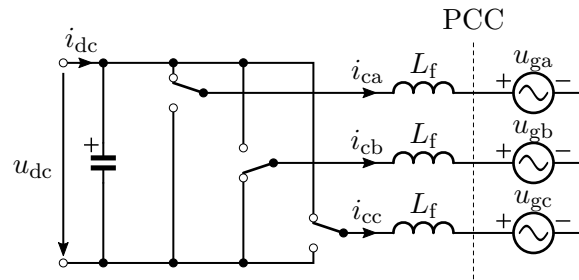 PCC
i_dc
i_ca
L_f
u_ga
+
−
+
u_dc
i_cb
L_f
u_gb
+
−
i_cc
L_f
u_gc
+
−